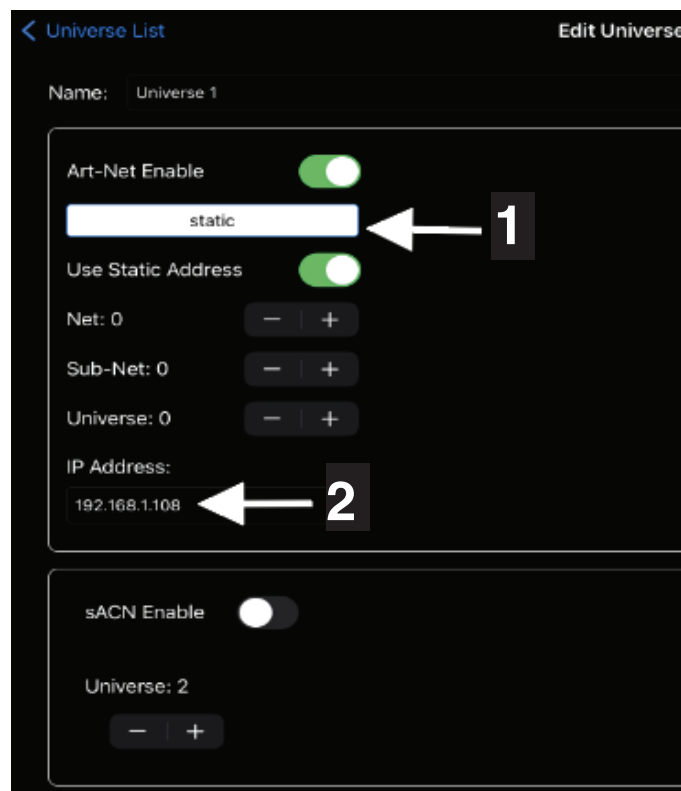 Universe List Edit Universe
Name: Universe 1
Art-Net Enable
static
1
Use Static Address
Net: 0 − +
Sub-Net: 0 − +
Universe: 0 − +
IP Address:
192.168.1.108
2
sACN Enable
Universe: 2
− +